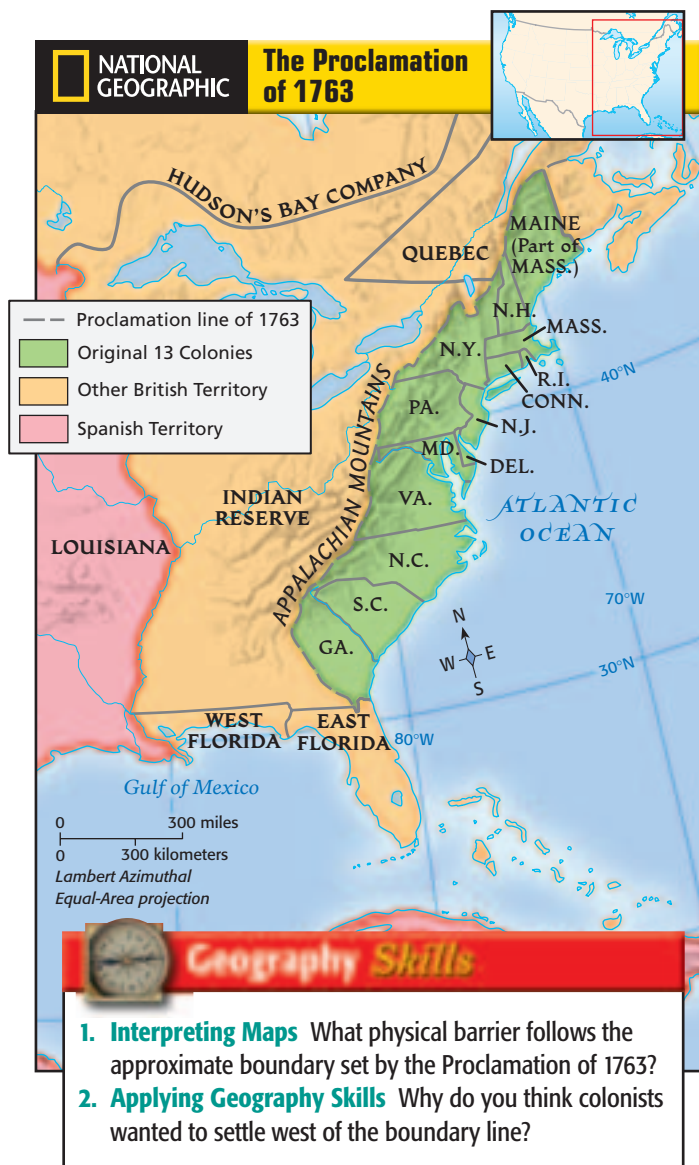 NATIONAL
GEOGRAPHIC
The Proclamation
of 1763
HUDSON'S BAY COMPANY
QUEBEC
MAINE
(Part of
MASS.)
N.H.
MASS.
N.Y.
R.I.
CONN.
40°N
Proclamation line of 1763
Original 13 Colonies
Other British Territory
Spanish Territory
PA.
N.J.
MD.
DEL.
APPALACHIAN MOUNTAINS
INDIAN
RESERVE
VA.
ATLANTIC
OCEAN
LOUISIANA
N.C.
S.C.
70°W
GA.
N
W
E
S
30°N
WEST
FLORIDA
EAST
FLORIDA
80°W
Gulf of Mexico
0 300 miles
0 300 kilometers
Lambert Azimuthal
Equal-Area projection
Geography Skills
1. Interpreting Maps What physical barrier follows the
approximate boundary set by the Proclamation of 1763?
2. Applying Geography Skills Why do you think colonists
wanted to settle west of the boundary line?